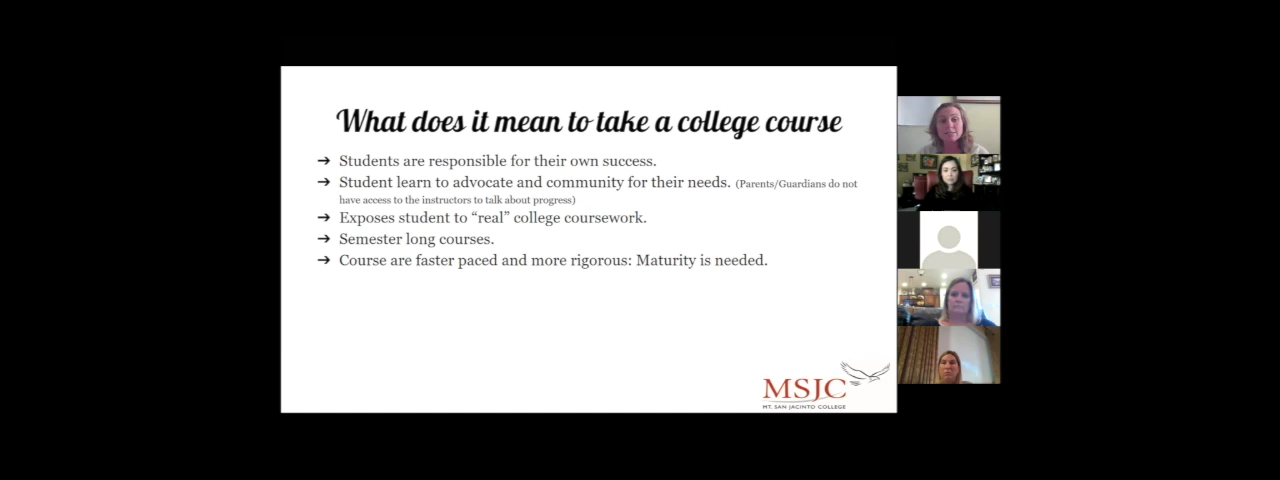 What does it mean to take a college course
➔ Students are responsible for their own success.
➔ Student learn to advocate and community for their needs. (Parents/Guardians do not
have access to the instructors to talk about progress)
➔ Exposes student to “real” college coursework.
➔ Semester long courses.
➔ Course are faster paced and more rigorous: Maturity is needed.
MSJC
MT. SAN JACINTO COLLEGE